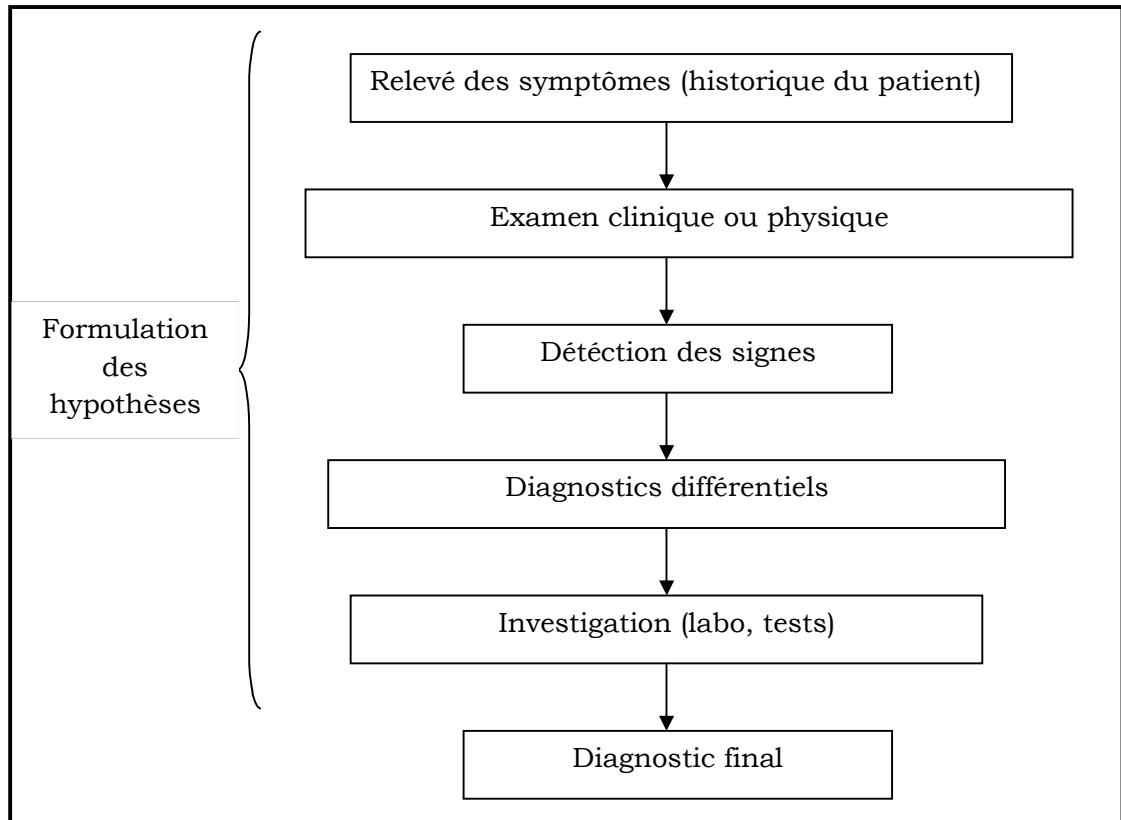 Relevé des symptômes (historique du patient)
Examen clinique ou physique
Formulation
des
hypothèses
Détéction des signes
Diagnostics différentiels
Investigation (labo, tests)
Diagnostic final